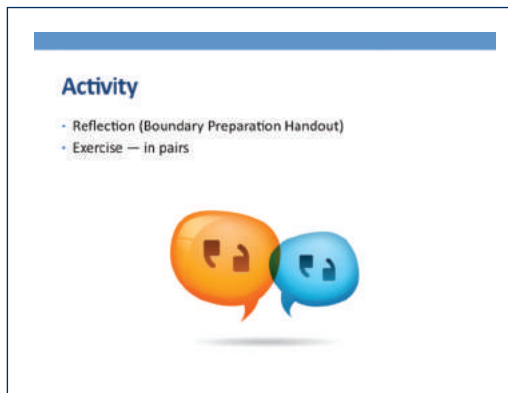 Activity
• Reflection (Boundary Preparation Handout)
• Exercise — in pairs